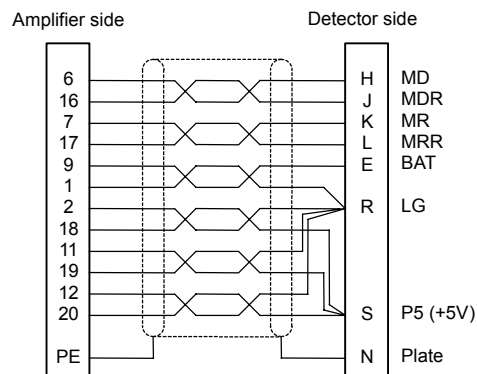 Amplifier side Detector side
6 H MD
16 J MDR
7 K MR
17 L MRR
9 E BAT
1
2 R LG
18
11
19
12
20 S P5 (+5V)
PE N Plate